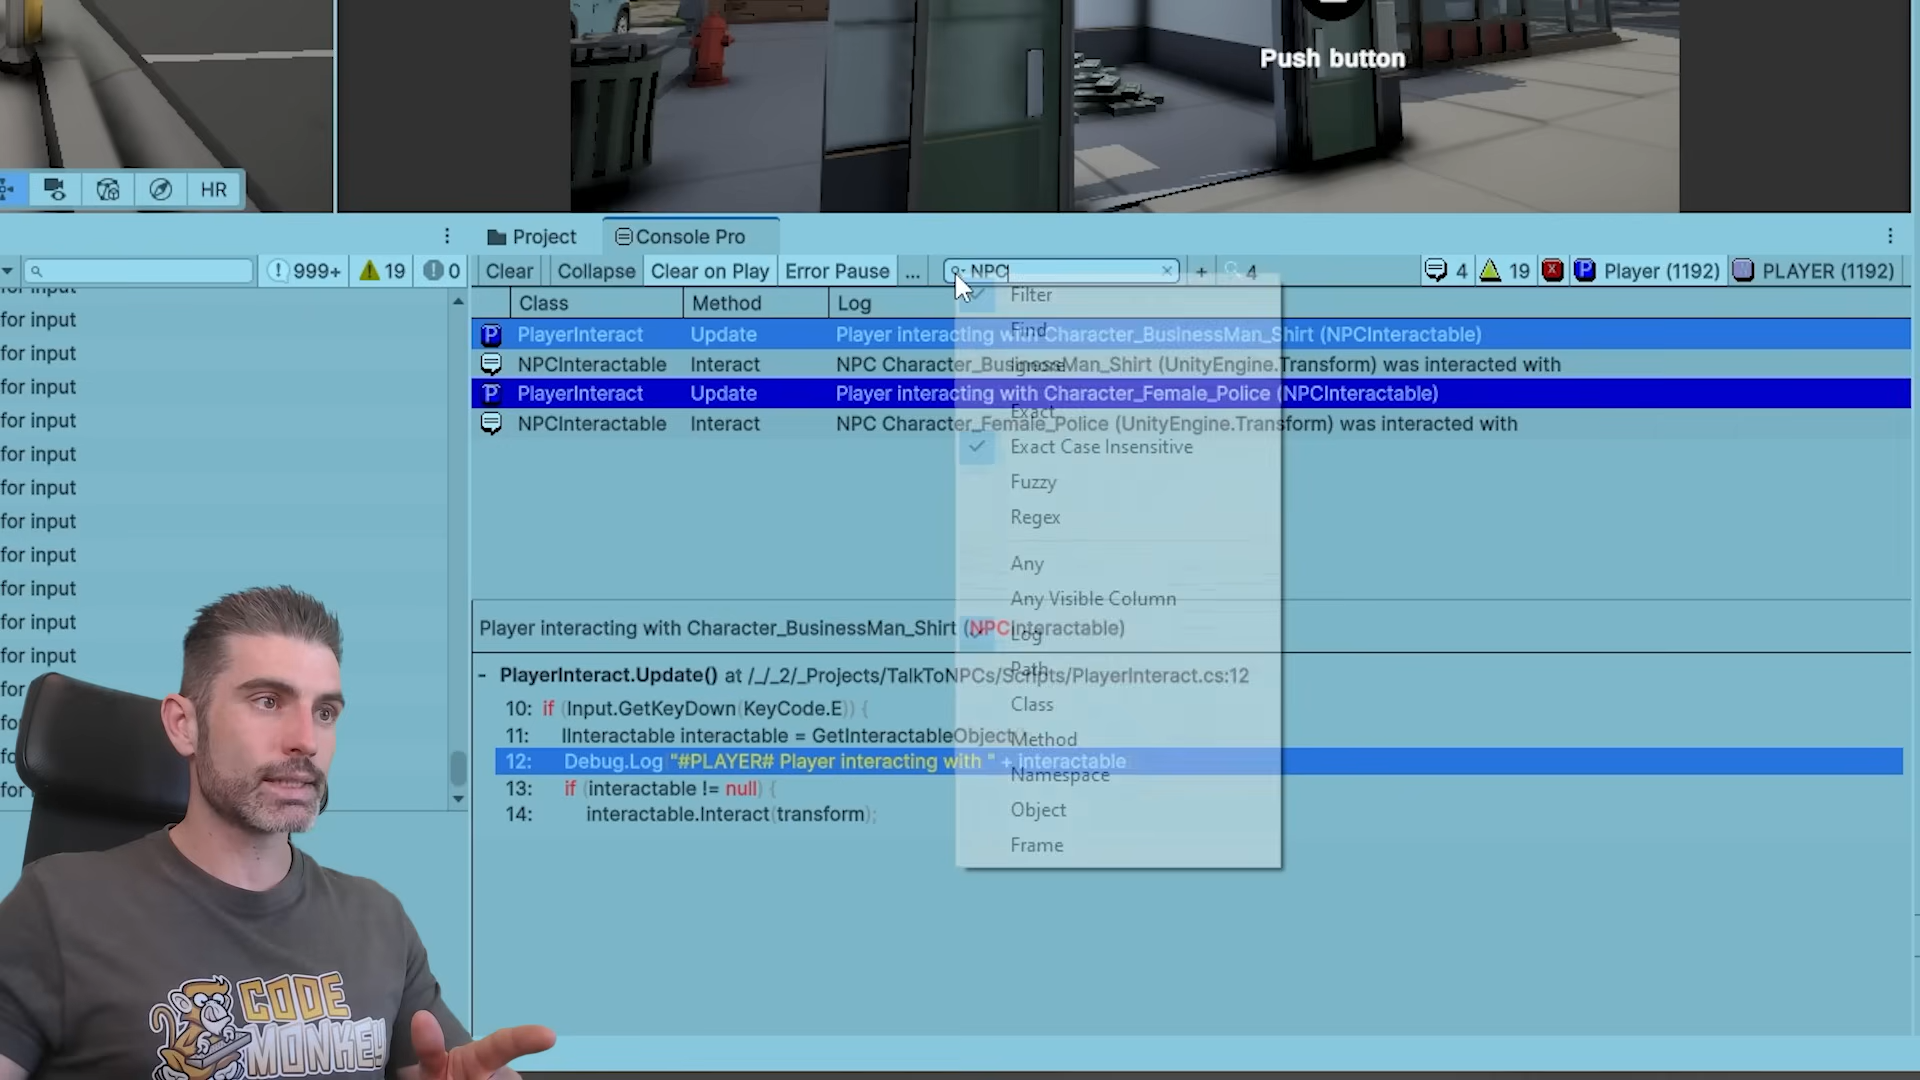 Push button
HR
Project
Console Pro
999+
19
0
Clear
Collapse
Clear on Play
Error Pause
...
NPC
+
4
4
19
Player (1192)
PLAYER (1192)
Class
Method
Log
PlayerInteract
Update
Player interacting with Character_BusinessMan_Shirt (NPCInteractable)
NPCInteractable
Interact
NPC Character_BusinessMan_Shirt (UnityEngine.Transform) was interacted with
PlayerInteract
Update
Player interacting with Character_Female_Police (NPCInteractable)
NPCInteractable
Interact
NPC Character_Female_Police (UnityEngine.Transform) was interacted with
Filter
Find
Ignore
Exact
Exact Case Insensitive
Fuzzy
Regex
Any
Any Visible Column
Log
Path
Class
Method
Namespace
Object
Frame
for input
for input
for input
for input
for input
for input
for input
for input
for input
for input
for input
for input
for
for
for
Player interacting with Character_BusinessMan_Shirt (NPCInteractable)
- PlayerInteract.Update() at /_/_2/_Projects/TalkToNPCs/Scripts/PlayerInteract.cs:12
10: if (Input.GetKeyDown(KeyCode.E)) {
11: IInteractable interactable = GetInteractableObject();
12: Debug.Log("#PLAYER# Player interacting with " + interactable
13: if (interactable != null) {
14: interactable.Interact(transform);
CODE
MONKEY